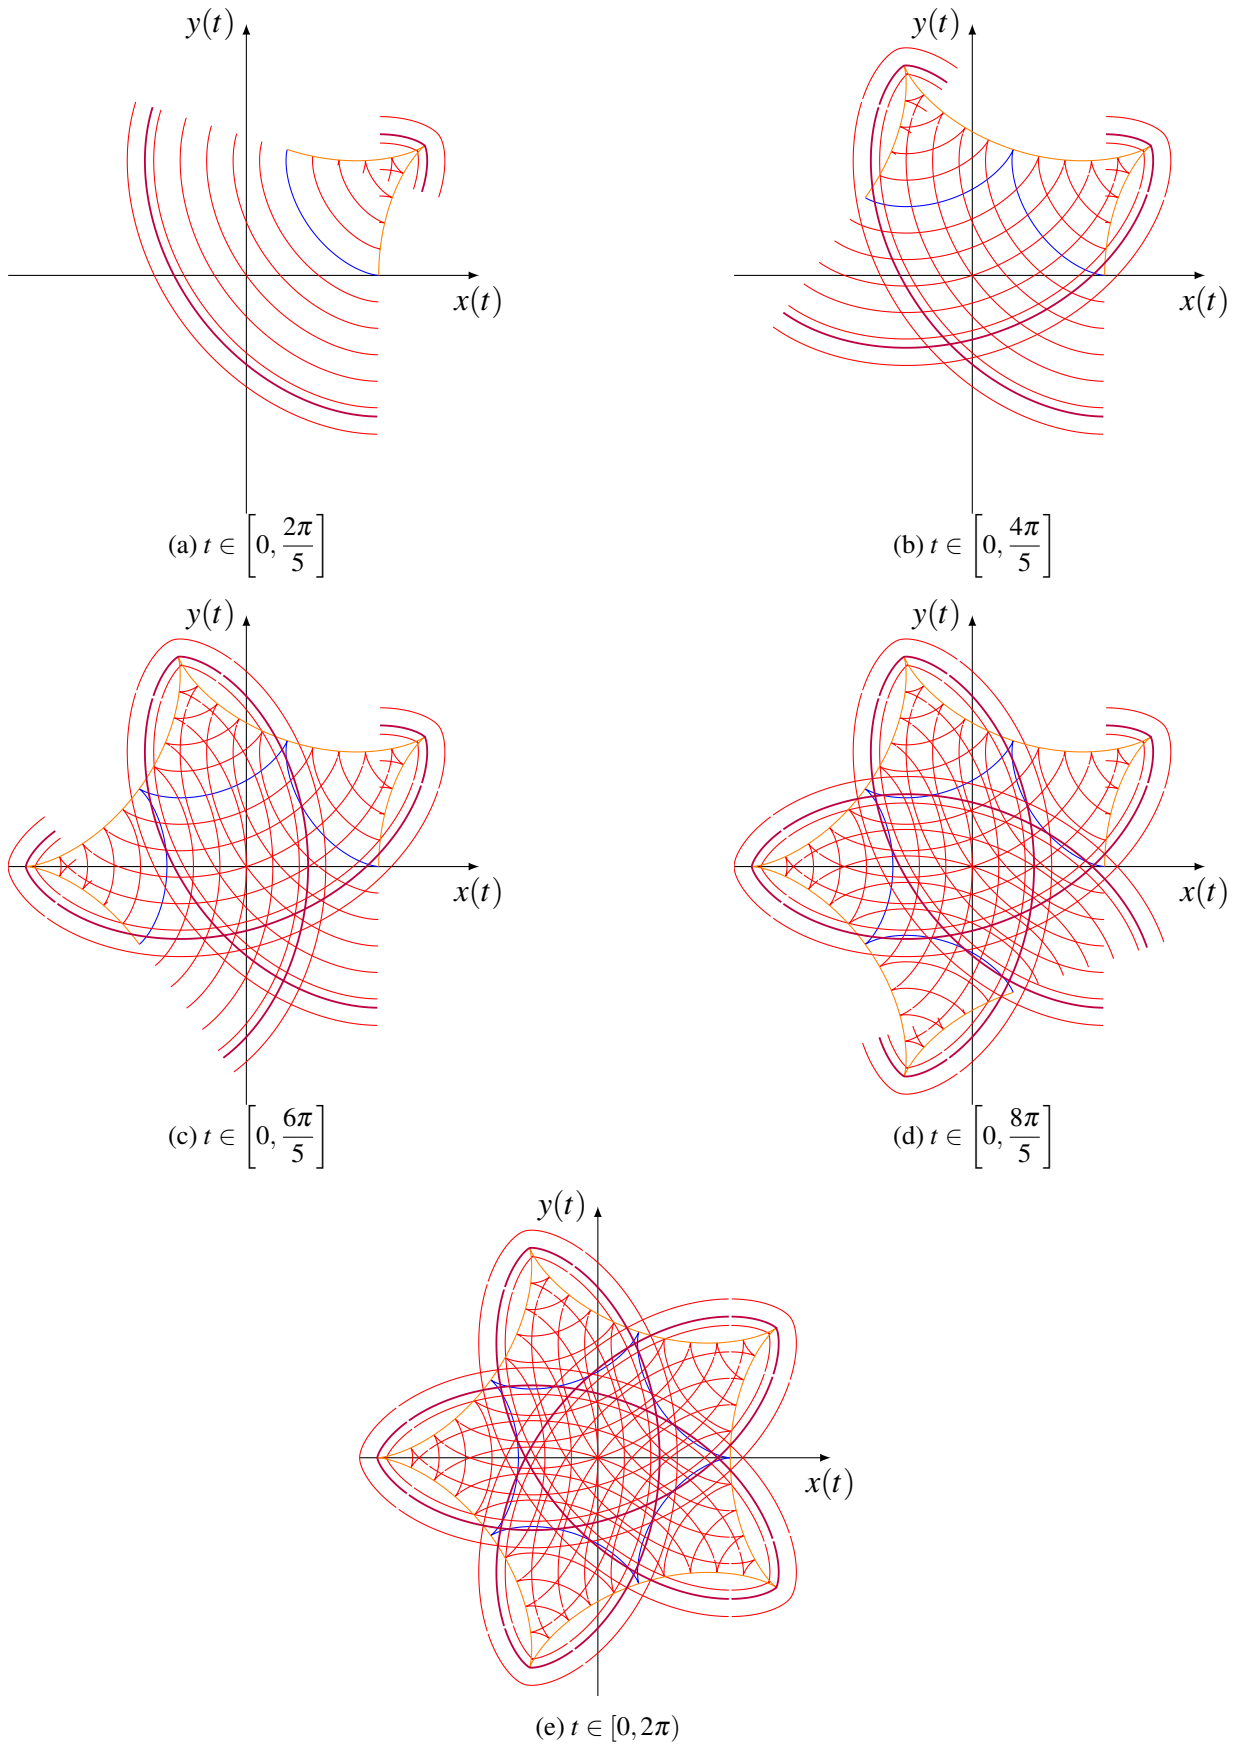 y(t)
y(t)
x(t)
x(t)
(a) t ∈ [0, 2π/5]
(b) t ∈ [0, 4π/5]
y(t)
y(t)
x(t)
x(t)
(c) t ∈ [0, 6π/5]
(d) t ∈ [0, 8π/5]
y(t)
x(t)
(e) t ∈ [0, 2π)